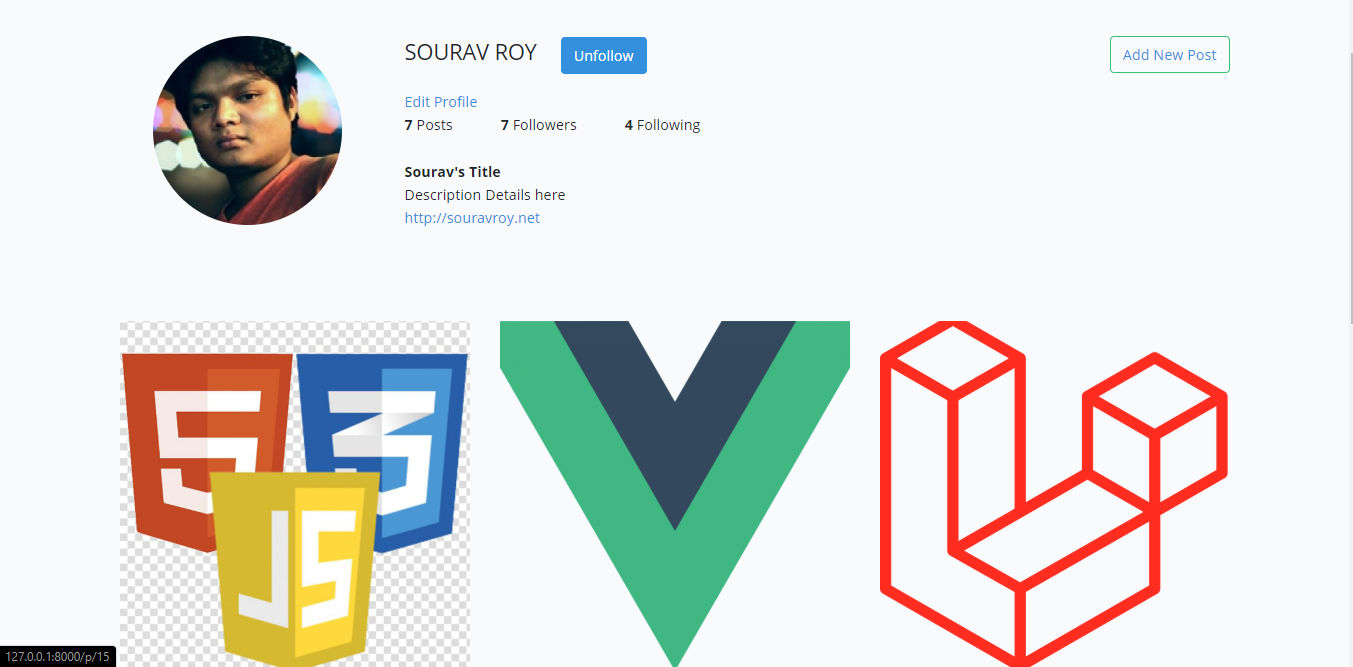 SOURAV ROY Unfollow Add New Post
Edit Profile
7 Posts 7 Followers 4 Following
Sourav's Title
Description Details here
http://souravroy.net
5 3
JS
127.0.0.1:8000/p/15